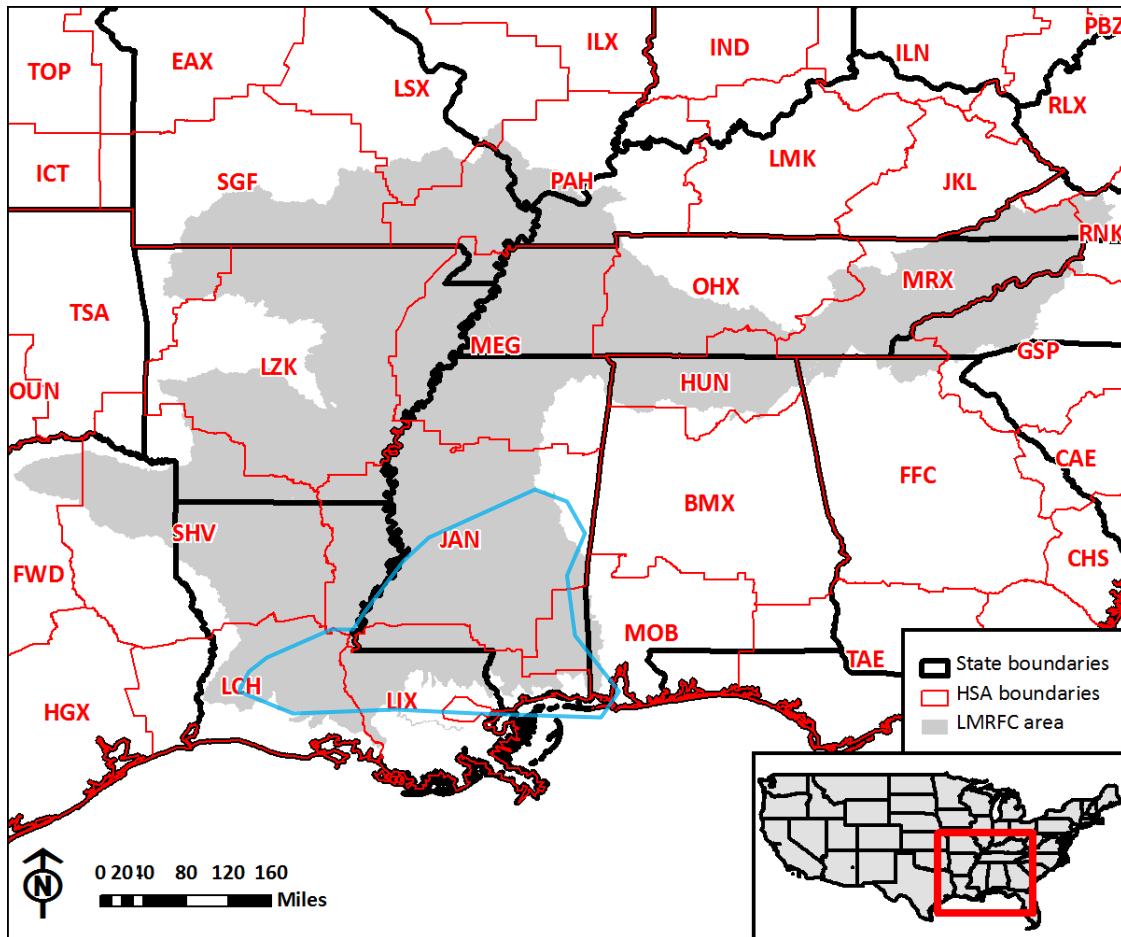 PBZ
ILX
IND
ILN
EAX
TOP
LSX
RLX
LMK
ICT
SGF
PAH
JKL
RNK
OHX
MRX
TSA
MEG
GSP
LZK
HUN
OUN
CAE
FFC
BMX
SHV
JAN
CHS
FWD
MOB
TAE
LCH
LIX
HGX
State boundaries
HSA boundaries
LMRFC area
N
0 20 40 80 120 160
Miles